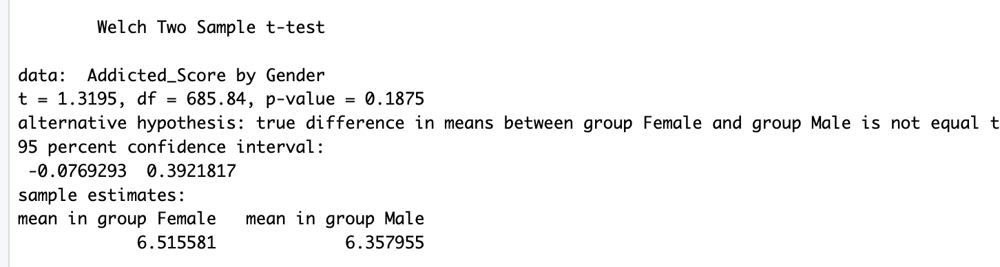 Welch Two Sample t-test
data:  Addicted_Score by Gender
t = 1.3195, df = 685.84, p-value = 0.1875
alternative hypothesis: true difference in means between group Female and group Male is not equal t
95 percent confidence interval:
 -0.0769293  0.3921817
sample estimates:
mean in group Female   mean in group Male
            6.515581             6.357955